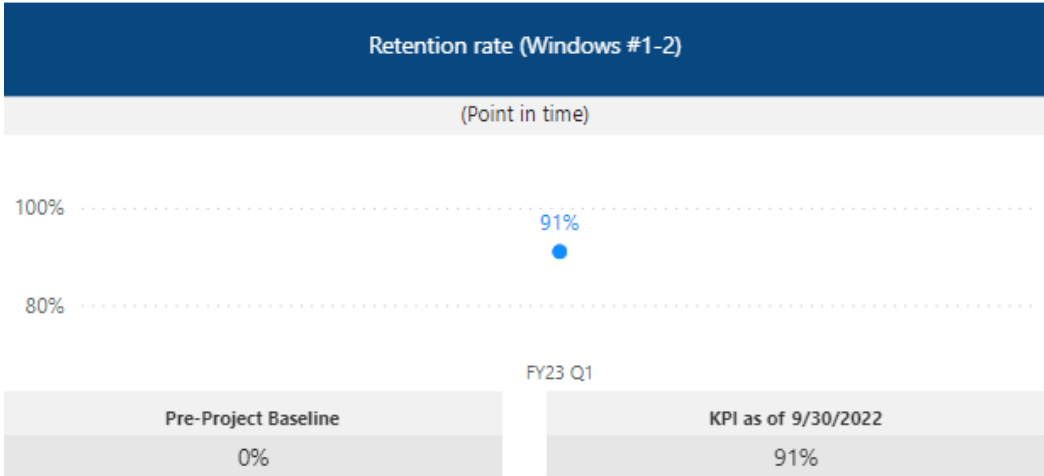 Retention rate (Windows #1-2)
(Point in time)
100%
91%
80%
FY23 Q1
Pre-Project Baseline
KPI as of 9/30/2022
0%
91%